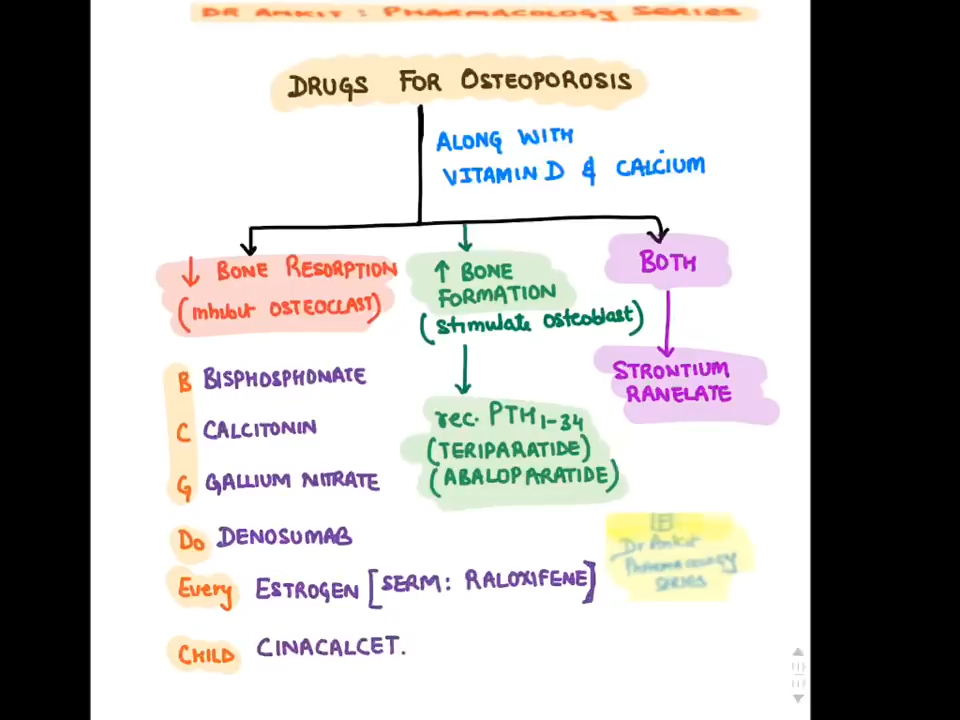 DR ANKIT : PHARMACOLOGY SERIES
DRUGS FOR OSTEOPOROSIS
ALONG WITH
VITAMIN D & CALCIUM
↓ BONE RESORPTION
(Inhibit OSTEOCLAST)
↑ BONE
FORMATION
(Stimulate Osteoblast)
BOTH
STRONTIUM
RANELATE
B BISPHOSPHONATE
C CALCITONIN
G GALLIUM NITRATE
DO DENOSUMAB
Every ESTROGEN [SERM: RALOXIFENE]
CHILD CINACALCET.
rec. PTH 1-34
(TERIPARATIDE)
(ABALOPARATIDE)
Dr Ankit
PHARMACOLOGY
SERIES